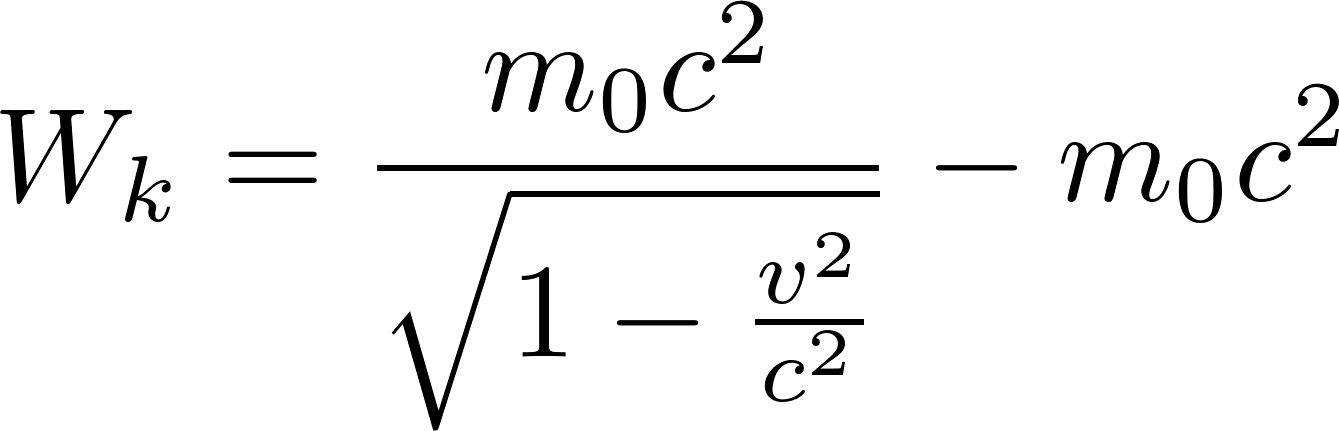 $W_k = \frac{m_0 c^2}{\sqrt{1 - \frac{v^2}{c^2}}} - m_0 c^2$